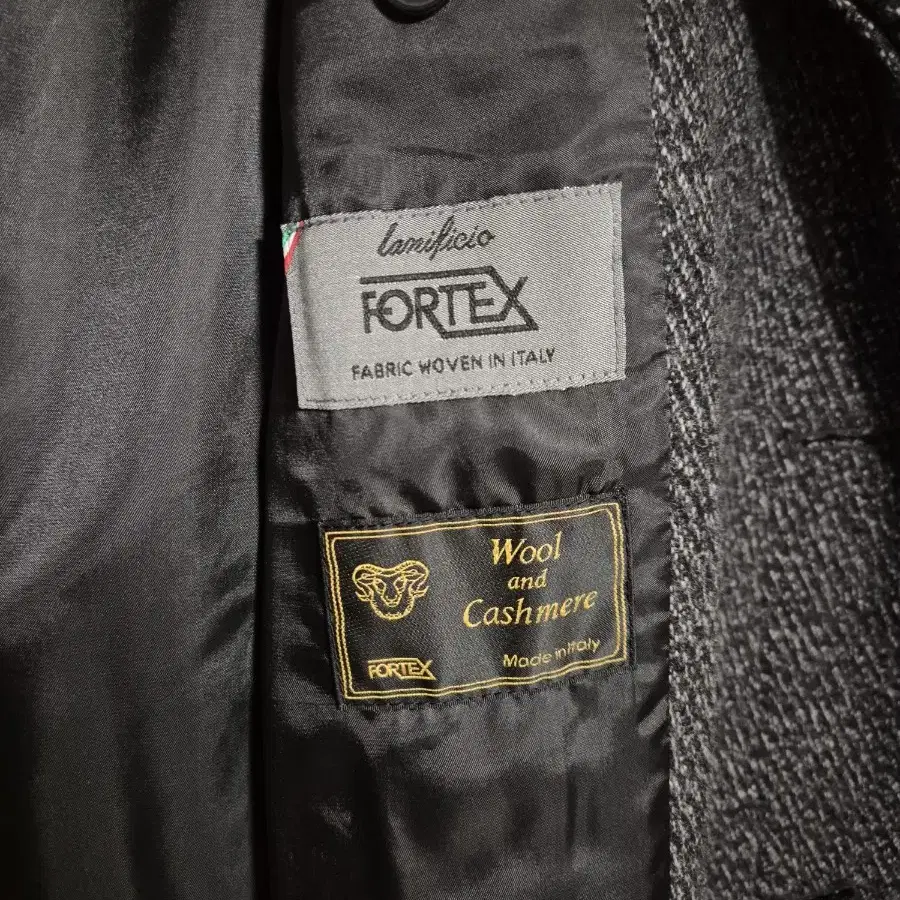 lanificio
FORTEX
FABRIC WOVEN IN ITALY
Wool
and
Cashmere
FORTEX
Made in Italy